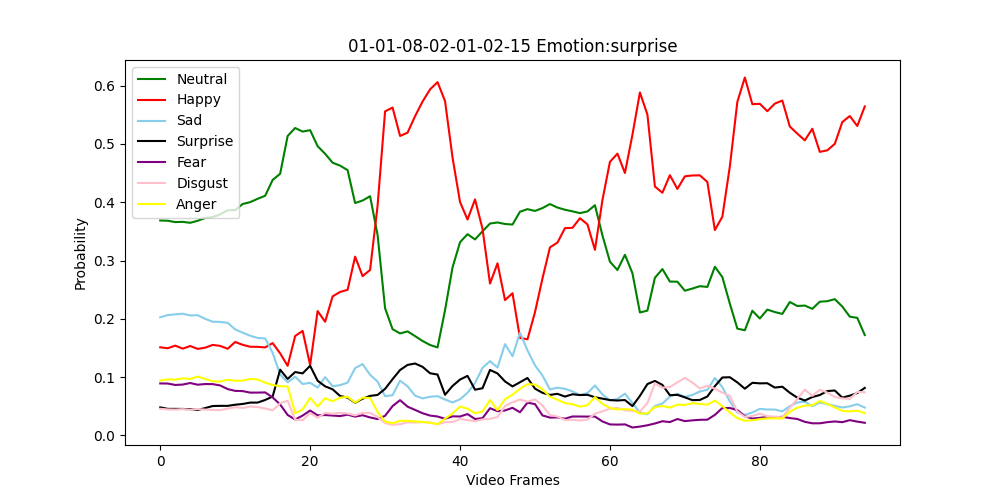 01-01-08-02-01-02-15 Emotion:surprise
Neutral
Happy
Sad
Surprise
Fear
Disgust
Anger
Probability
0.6
0.5
0.4
0.3
0.2
0.1
0.0
0 20 40 60 80
Video Frames